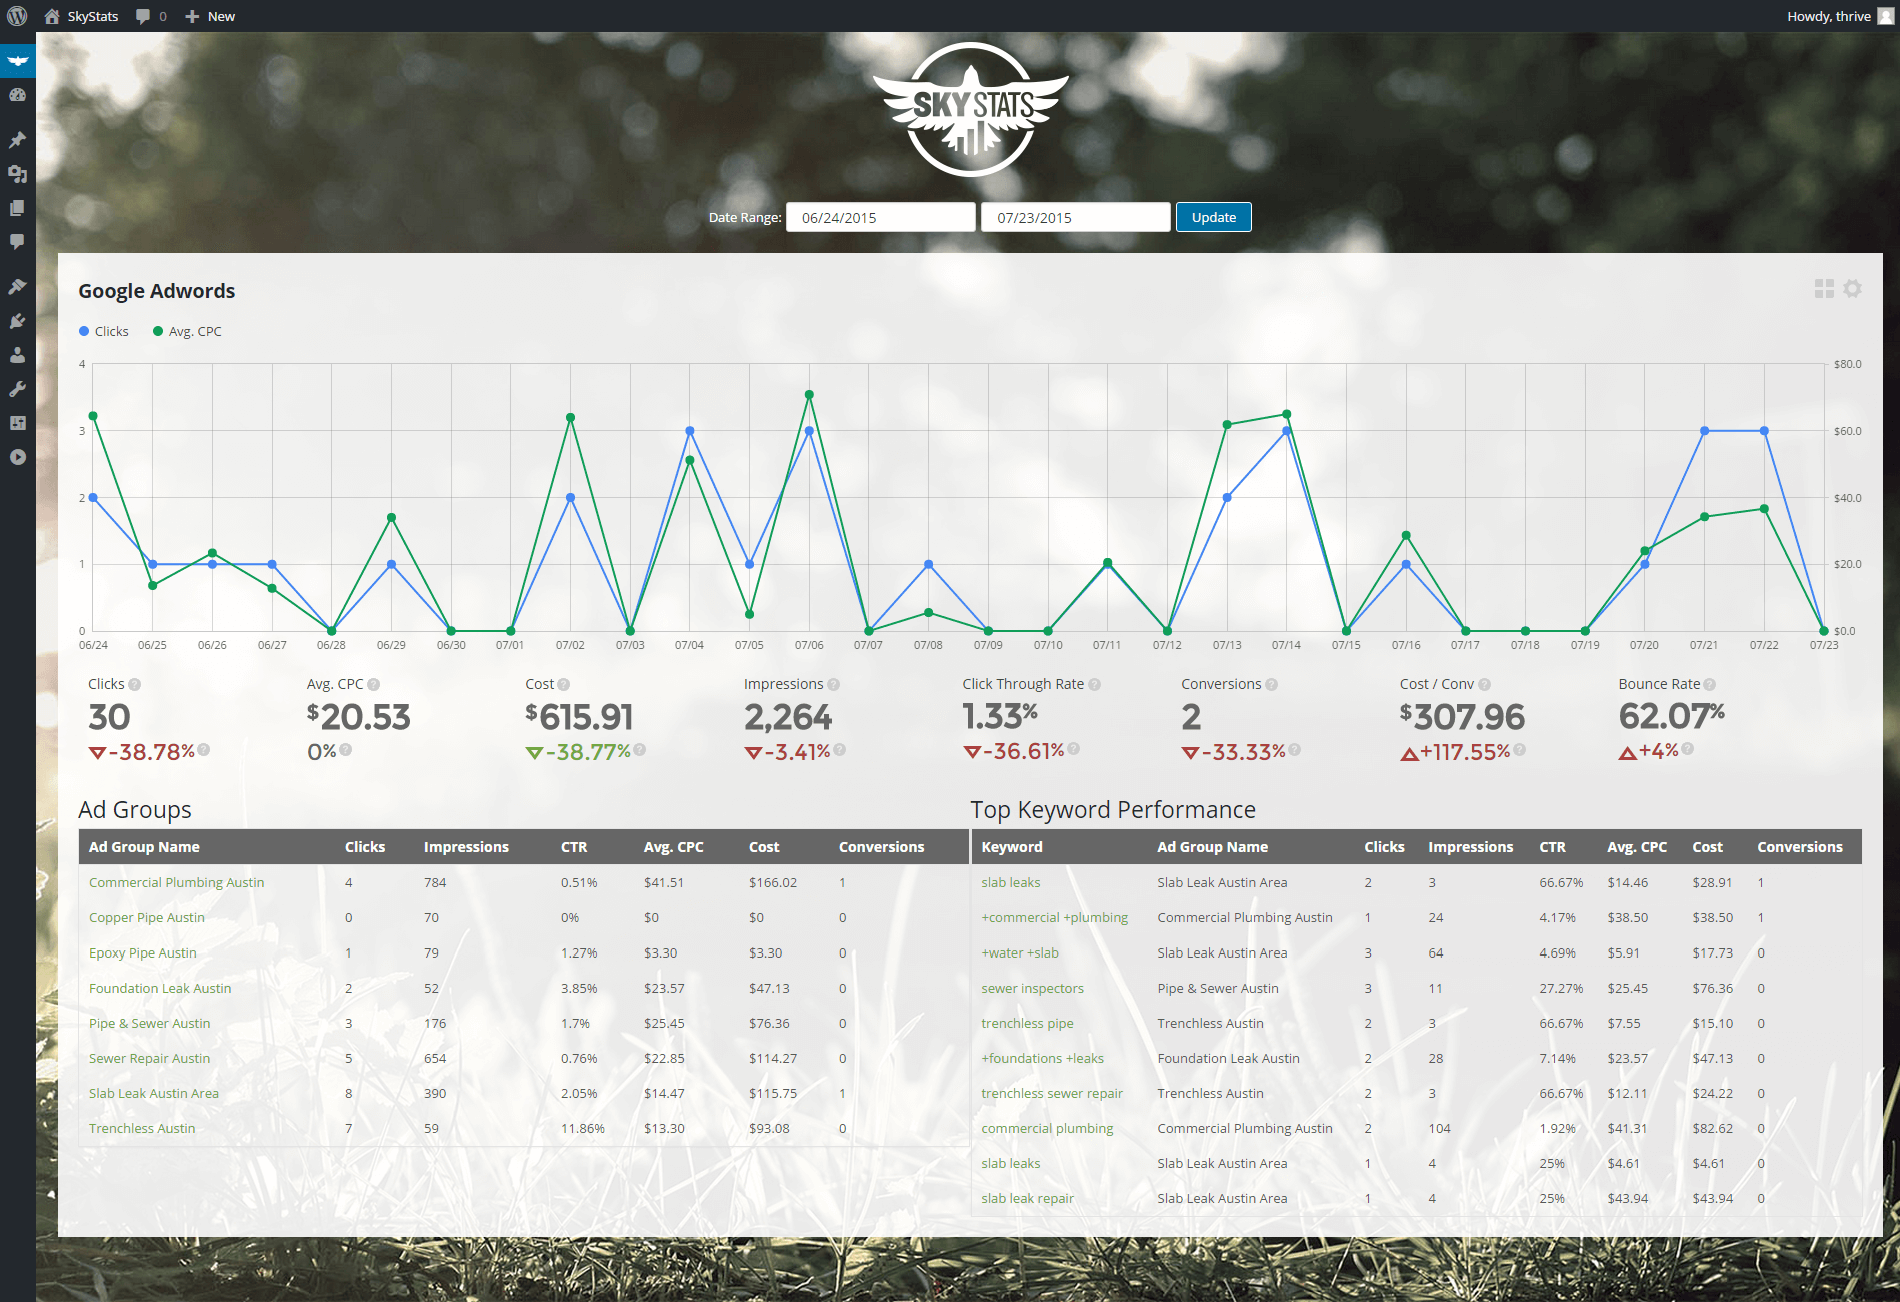 SkyStats 0 New Howdy, thrive
SKYSTATS
Date Range: 06/24/2015 07/23/2015 Update
Google Adwords
Clicks Avg. CPC
4 $80.0
3 $60.0
2 $40.0
1 $20.0
0 $0.0
06/24 06/25 06/26 06/27 06/28 06/29 06/30 07/01 07/02 07/03 07/04 07/05 07/06 07/07 07/08 07/09 07/10 07/11 07/12 07/13 07/14 07/15 07/16 07/17 07/18 07/19 07/20 07/21 07/22 07/23
Clicks ? Avg. CPC ? Cost ? Impressions ? Click Through Rate ? Conversions ? Cost / Conv ? Bounce Rate ?
30 $20.53 $615.91 2,264 1.33% 2 $307.96 62.07%
-38.78% ? 0% ? -38.77% ? -3.41% ? -36.61% ? -33.33% ? +117.55% ? +4% ?
Ad Groups
Ad Group Name Clicks Impressions CTR Avg. CPC Cost Conversions
Commercial Plumbing Austin 4 784 0.51% $41.51 $166.02 1
Copper Pipe Austin 0 70 0% $0 $0 0
Epoxy Pipe Austin 1 79 1.27% $3.30 $3.30 0
Foundation Leak Austin 2 52 3.85% $23.57 $47.13 0
Pipe & Sewer Austin 3 176 1.7% $25.45 $76.36 0
Sewer Repair Austin 5 654 0.76% $22.85 $114.27 0
Slab Leak Austin Area 8 390 2.05% $14.47 $115.75 1
Trenchless Austin 7 59 11.86% $13.30 $93.08 0
Top Keyword Performance
Keyword Ad Group Name Clicks Impressions CTR Avg. CPC Cost Conversions
slab leaks Slab Leak Austin Area 2 3 66.67% $14.46 $28.91 1
+commercial +plumbing Commercial Plumbing Austin 1 24 4.17% $38.50 $38.50 1
+water +slab Slab Leak Austin Area 3 64 4.69% $5.91 $17.73 0
sewer inspectors Pipe & Sewer Austin 3 11 27.27% $25.45 $76.36 0
trenchless pipe Trenchless Austin 2 3 66.67% $7.55 $15.10 0
+foundations +leaks Foundation Leak Austin 2 28 7.14% $23.57 $47.13 0
trenchless sewer repair Trenchless Austin 2 3 66.67% $12.11 $24.22 0
commercial plumbing Commercial Plumbing Austin 2 104 1.92% $41.31 $82.62 0
slab leaks Slab Leak Austin Area 1 4 25% $4.61 $4.61 0
slab leak repair Slab Leak Austin Area 1 4 25% $43.94 $43.94 0